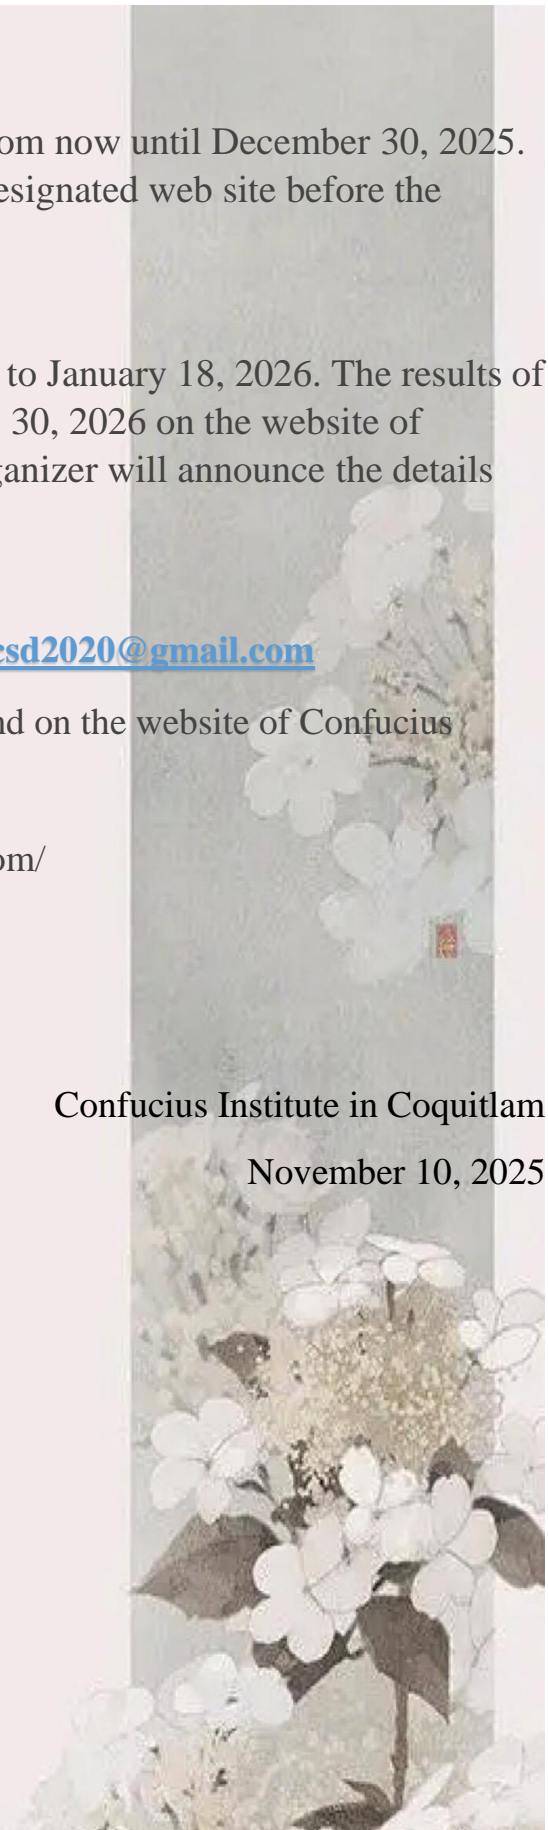 om now until December 30, 2025.
esignated web site before the
to January 18, 2026. The results of
30, 2026 on the website of
ganizer will announce the details
csd2020@gmail.com
nd on the website of Confucius
om/
Confucius Institute in Coquitlam
November 10, 2025